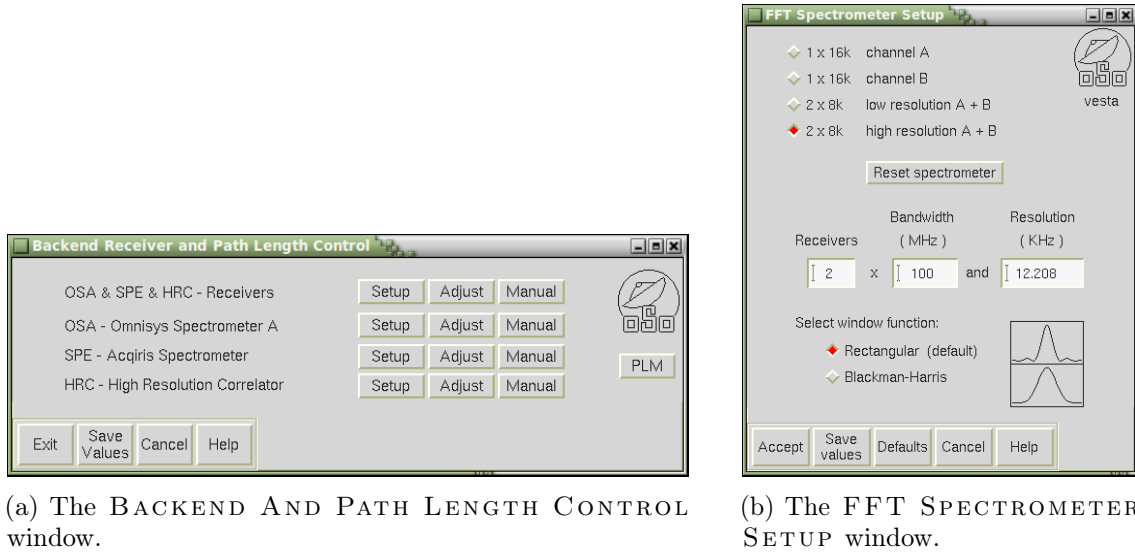 Backend Receiver and Path Length Control
OSA & SPE & HRC - Receivers Setup Adjust Manual
OSA - Omnisys Spectrometer A Setup Adjust Manual
SPE - Acqiris Spectrometer Setup Adjust Manual
HRC - High Resolution Correlator Setup Adjust Manual
oso
PLM
Exit Save Values Cancel Help
(a) The BACKEND AND PATH LENGTH CONTROL
window.
FFT Spectrometer Setup
1 x 16k channel A
1 x 16k channel B
2 x 8k low resolution A + B
2 x 8k high resolution A + B
oso
vesta
Reset spectrometer
Bandwidth Resolution
Receivers ( MHz ) ( KHz )
2 x 100 and 12.208
Select window function:
Rectangular (default)
Blackman-Harris
Accept Save values Defaults Cancel Help
(b) The FFT SPECTROMETER
SETUP window.